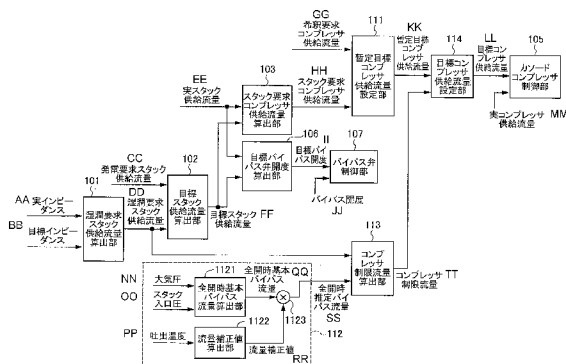 GG
希釈要求
コンプレッサ
供給流量
111
暫定目標
コンプ
レッサ
供給流量
設定部
KK
暫定目標
コンプレッ
サ供給流量
114
目標コン
プレッサ
供給流量
設定部
LL
目標コン
プレッサ
供給流量
105
カソード
コンプレッサ
制御部
実コンプレッサ
供給流量
MM
EE
実スタック
供給流量
103
スタック要求
コンプレッサ
供給流量
算出部
HH
スタック要求
コンプレッサ
供給流量
106
目標バイ
パス弁開度
算出部
II
目標バイ
パス開度
107
バイパス弁
制御部
バイパス開度
JJ
CC
発電要求スタック
供給流量
102
目標
スタック
供給流量
算出部
目標スタック
供給流量
FF
101
AA 実インピー
ダンス
BB 目標インピー
ダンス
湿潤要求
スタック
供給流量
算出部
DD
湿潤要求
スタック
供給流量
113
コンプ
レッサ
制限流量
算出部
コンプレッサ
制限流量
TT
NN 大気圧
OO スタック
入口圧
1121
全開時基本
バイパス
流量算出部
全開時基本
バイパス
流量
QQ
1123
全開時
推定バイ
パス流量
SS
112
PP 吐出温度
1122
流量補正値
算出部
流量補正値
RR